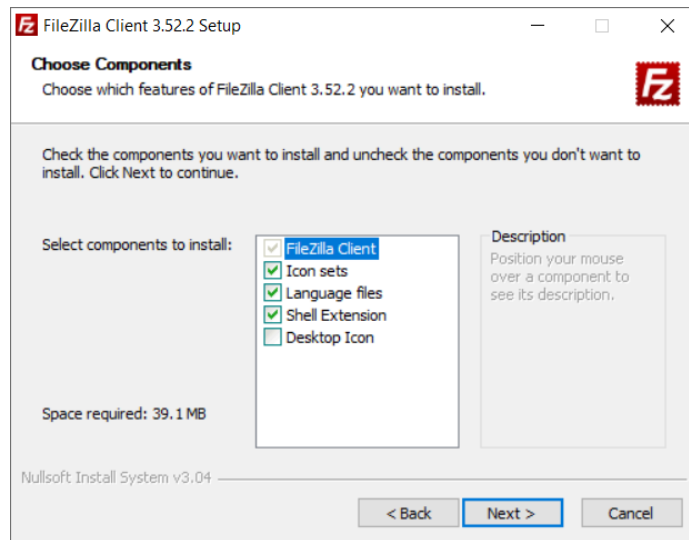 FileZilla Client 3.52.2 Setup
Choose Components
Choose which features of FileZilla Client 3.52.2 you want to install.
Fz
Check the components you want to install and uncheck the components you don't want to
install. Click Next to continue.
Select components to install:
FileZilla Client
Icon sets
Language files
Shell Extension
Desktop Icon
Description
Position your mouse
over a component to
see its description.
Space required: 39.1 MB
Nullsoft Install System v3.04
< Back
Next >
Cancel